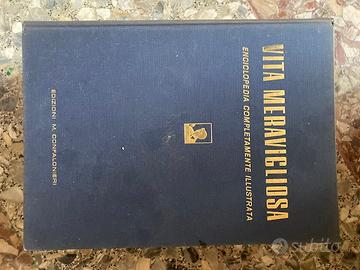 VITA MERAVIGLIOSA
ENCICLOPEDIA COMPLETAMENTE ILLUSTRATA
EDIZIONI M. CONFALONIERI
subito